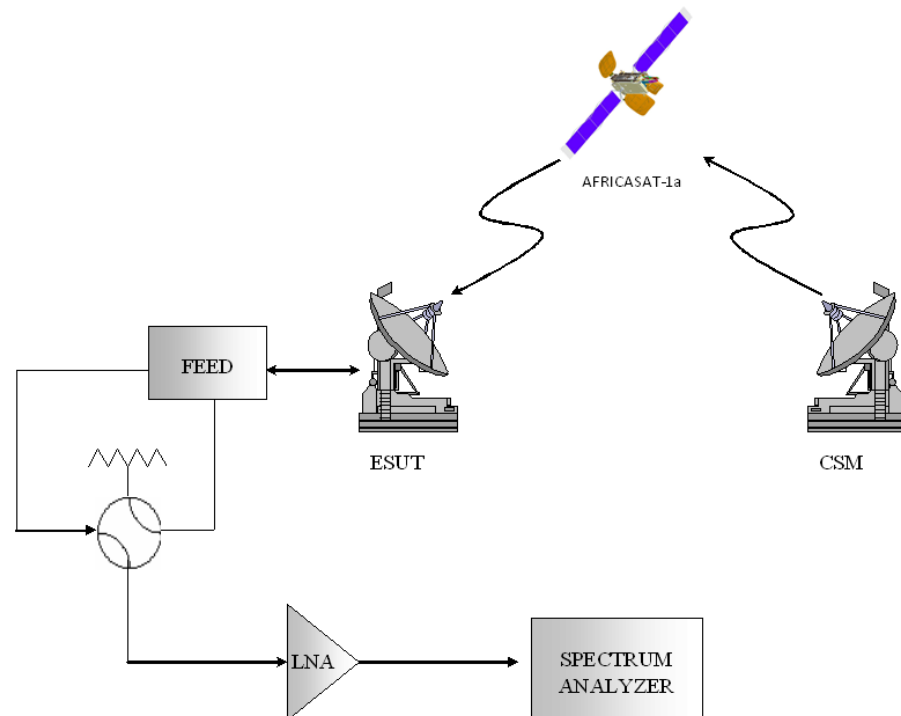 AFRICASAT-1a
FEED
ESUT
CSM
LNA
SPECTRUM
ANALYZER